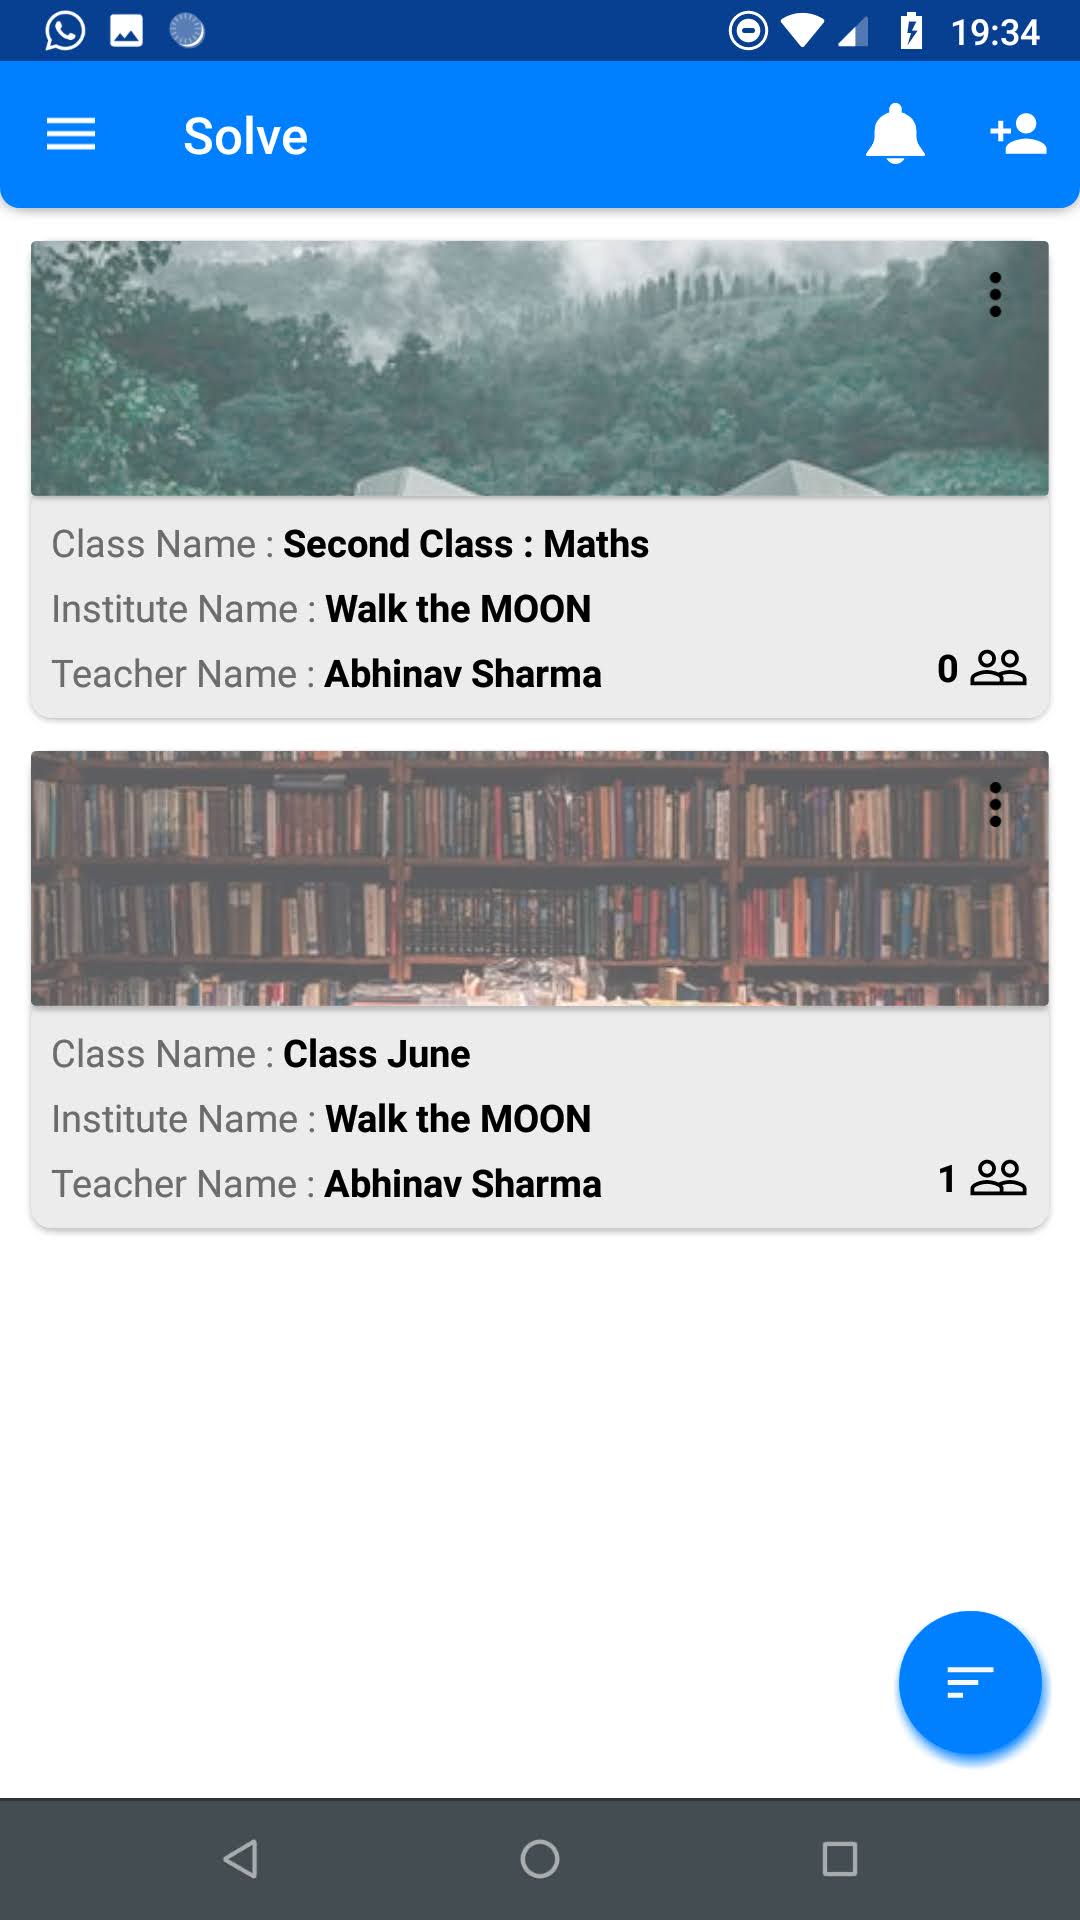 19:34
Solve
Class Name : Second Class : Maths
Institute Name : Walk the MOON
Teacher Name : Abhinav Sharma
0
Class Name : Class June
Institute Name : Walk the MOON
Teacher Name : Abhinav Sharma
1